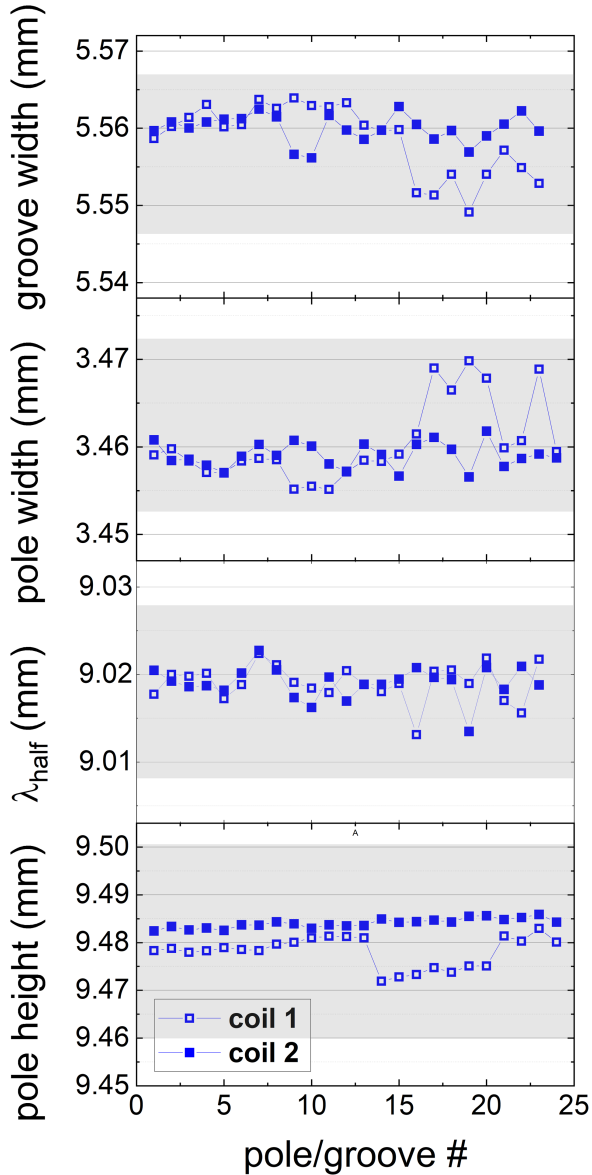 groove width (mm)
5.57
5.56
5.55
5.54
pole width (mm)
3.47
3.46
3.45
λhalf (mm)
9.03
9.02
9.01
pole height (mm)
A
9.50
9.49
9.48
9.47
9.46
9.45
coil 1
coil 2
0 5 10 15 20 25
pole/groove #